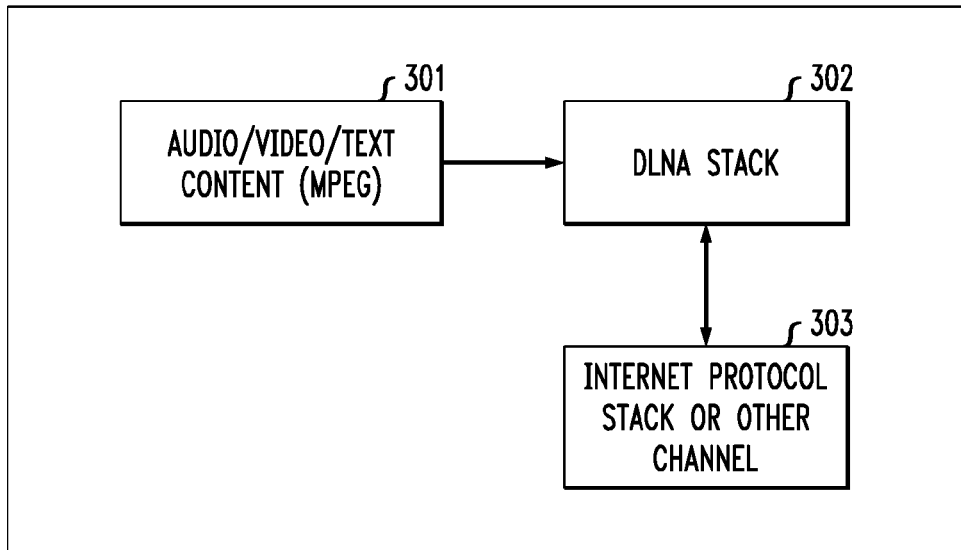 301
AUDIO/VIDEO/TEXT
CONTENT (MPEG)
302
DLNA STACK
303
INTERNET PROTOCOL
STACK OR OTHER
CHANNEL